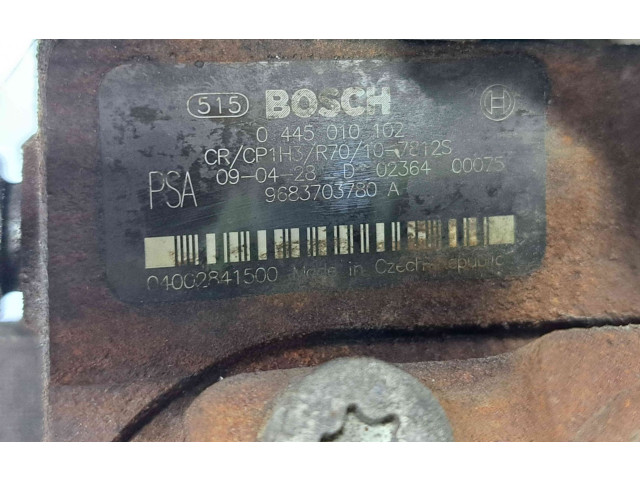 515 BOSCH H
0 445 010 102
CR/CP1H3/R70/10-7812S
PSA 09-04-28 D 02364 00075
9683703780 A
04002841500 Made in Czech Republic